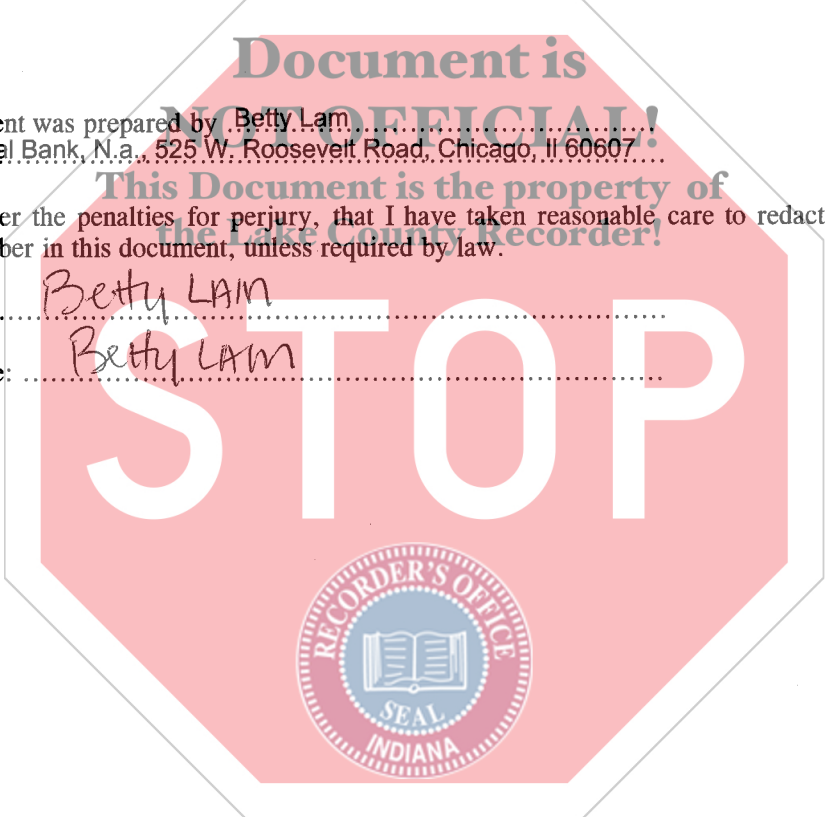 Document is
NOT OFFICIAL!
ent was prepared by Betty Lam
al Bank, N.a., 525 W. Roosevelt Road, Chicago, Il 60607
This Document is the property of
the Lake County Recorder!
er the penalties for perjury, that I have taken reasonable care to redact
ber in this document, unless required by law.
Betty LAM
e: Betty LAM
STOP
RECORDER'S OFFICE
SEAL
INDIANA